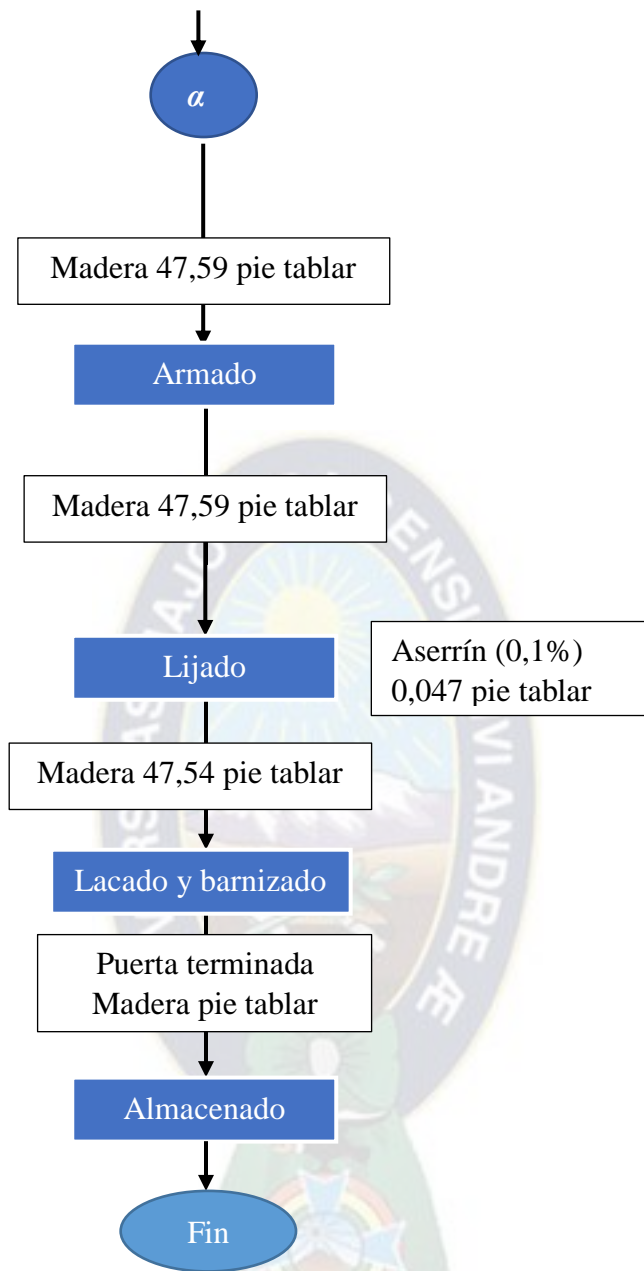 α
Madera 47,59 pie tablar
Armado
Madera 47,59 pie tablar
Lijado
Aserrín (0,1%)
0,047 pie tablar
Madera 47,54 pie tablar
Lacado y barnizado
Puerta terminada
Madera pie tablar
Almacenado
Fin